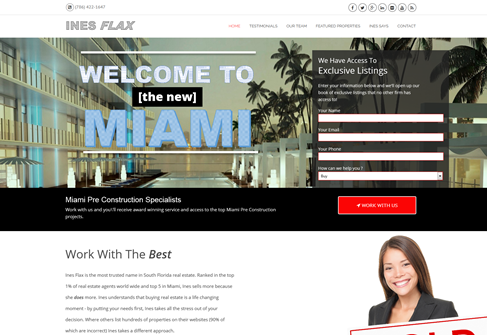 (786) 422-1647
INES FLAX
HOME
TESTIMONIALS
OUR TEAM
FEATURED PROPERTIES
INES SAYS
CONTACT
WELCOME TO
[the new]
MIAMI
We Have Access To
Exclusive Listings
Enter your information below and we'll open up our
book of exclusive listings that no other firm has
access to!
Your Name
Your Email
Your Phone
How can we help you ?
Buy
Miami Pre Construction Specialists
Work with us and you'll receive award winning service and access to the top Miami Pre Construction
projects.
WORK WITH US
Work With The Best
Ines Flax is the most trusted name in South Florida real estate. Ranked in the top
1% of real estate agents world wide and top 5 in Miami, Ines sells more because
she does more. Ines understands that buying real estate is a life changing
moment - by putting your needs first, Ines takes all the stress out of your
decision. Where others list hundreds of properties on their websites (90% of
which are incorrect) Ines takes a different approach.